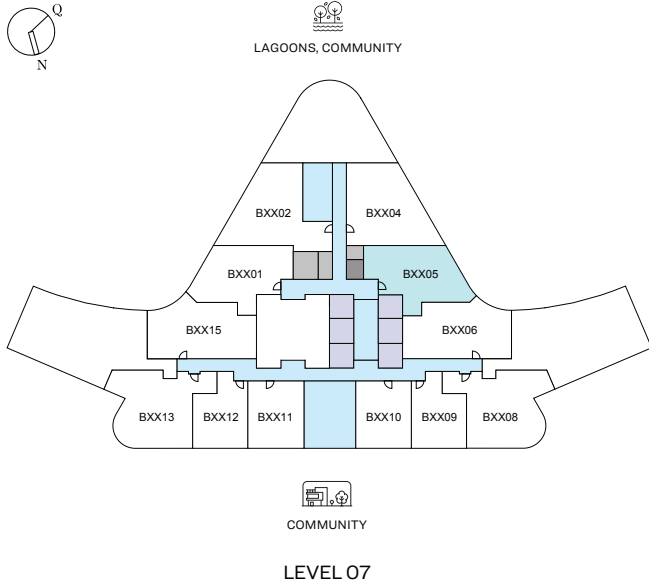 Q
N
LAGOONS, COMMUNITY
BXX02 BXX04
BXX01 BXX05
BXX15 BXX06
BXX13 BXX12 BXX11 BXX10 BXX09 BXX08
COMMUNITY
LEVEL 07